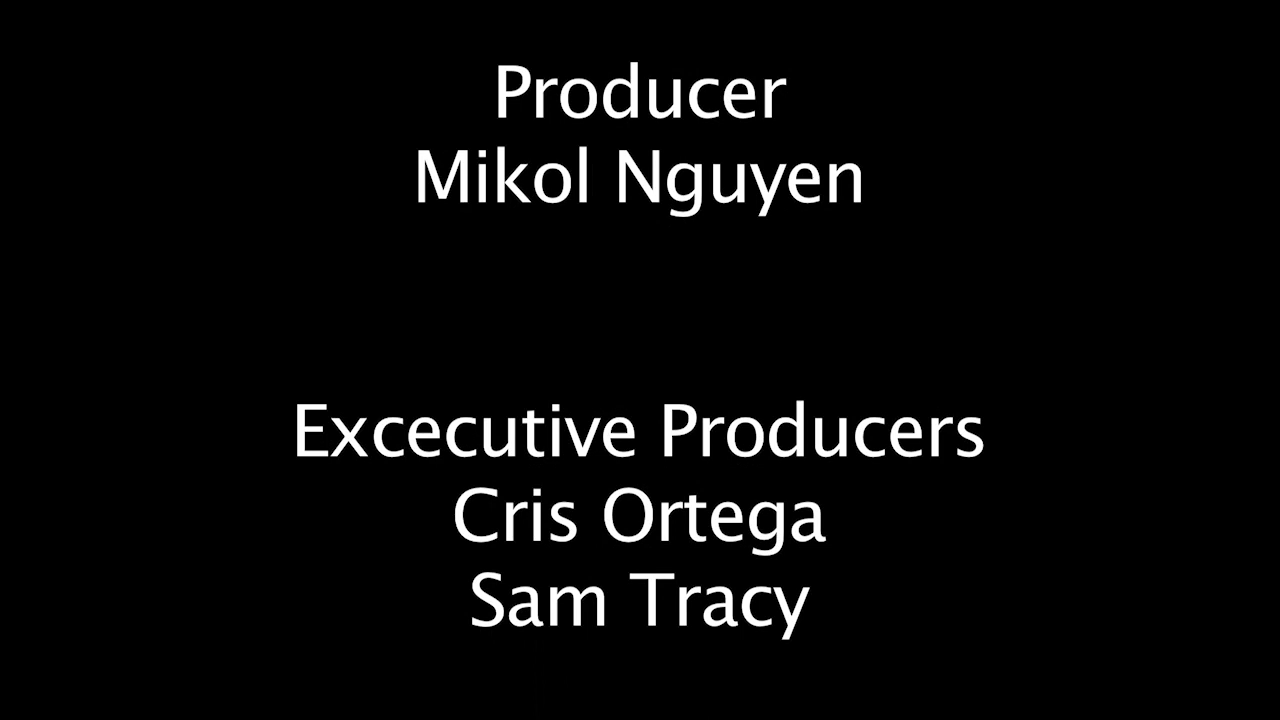 Producer
Mikol Nguyen
Excecutive Producers
Cris Ortega
Sam Tracy